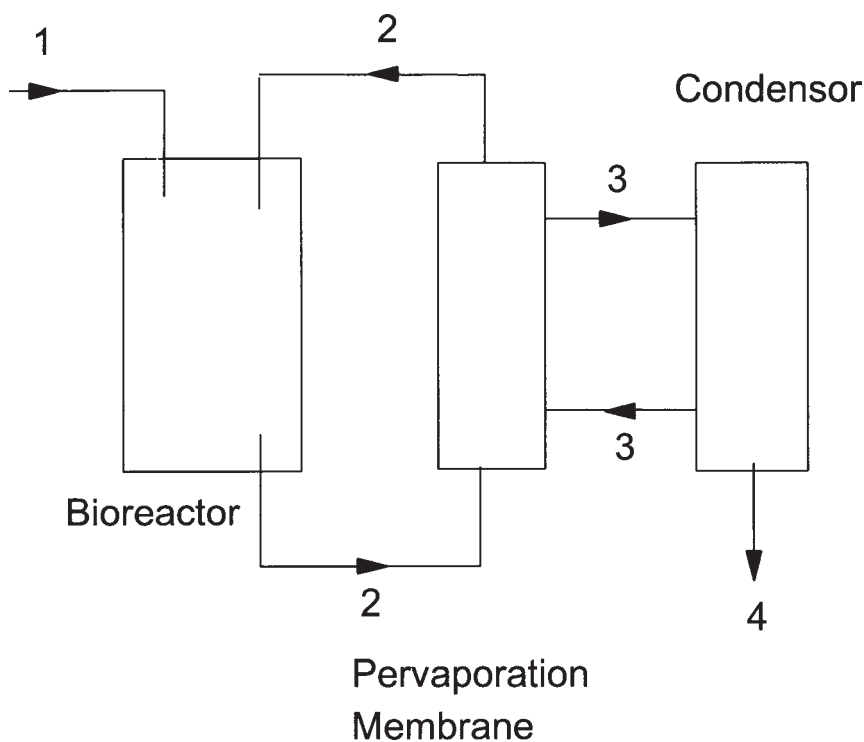 1
2
Condensor
3
3
Bioreactor
2
4
Pervaporation
Membrane